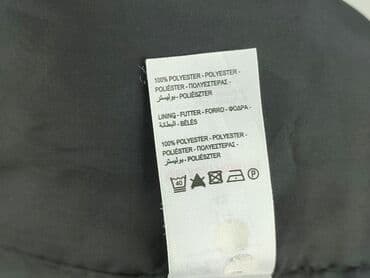 100% POLYESTER - POLYESTER -
POLIÉSTER - ΠΟΛΥΕΣΤΕΡΑΣ -
بوليستر - POLIÉSZTER
LINING - FUTTER - FORRO - ΦΟΔΡΑ -
البطانة - BÉLÉS
100% POLYESTER - POLYESTER -
POLIÉSTER - ΠΟΛΥΕΣΤΕΡΑΣ -
بوليستر - POLIÉSZTER
40 P